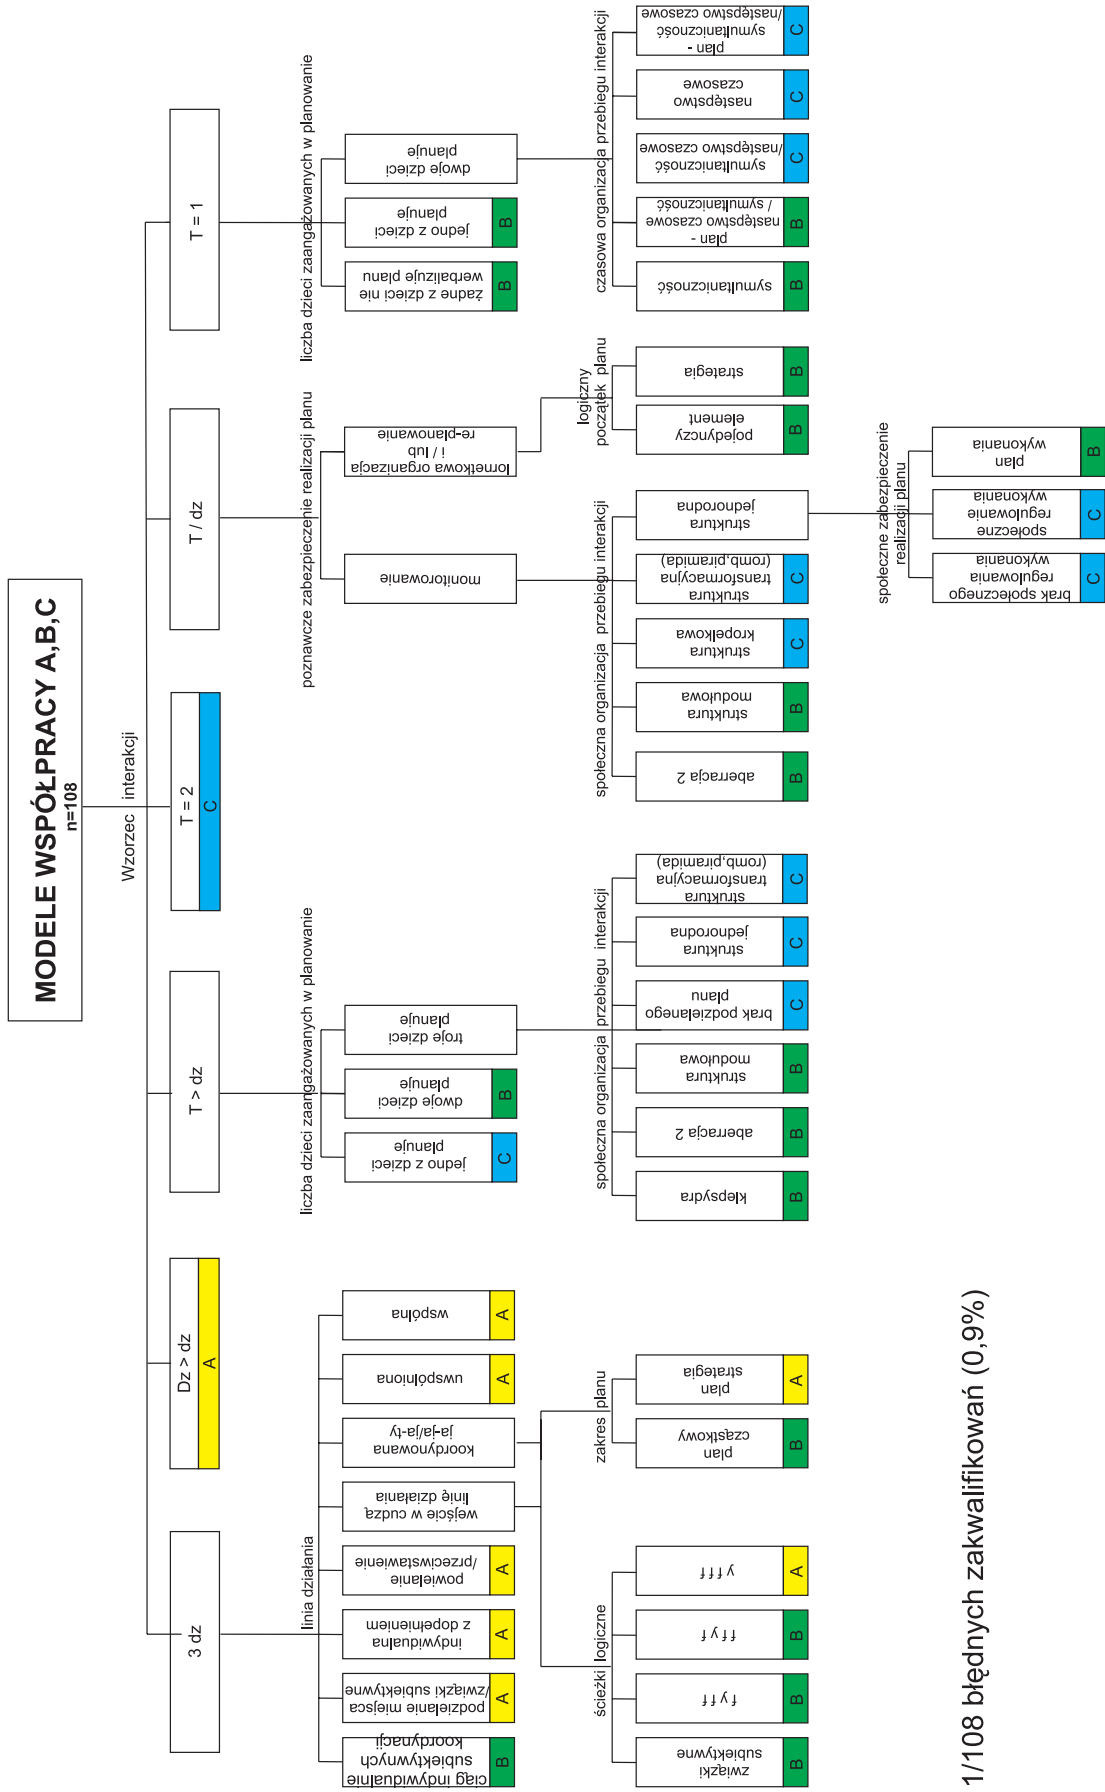 MODELE WSPÓŁPRACY A,B,C
n=108
Wzorzec interakcji
3 dz
Dz > dz
A
T > dz
T = 2
C
T / dz
T = 1
linia działania
ciąg indywidualnie
subiektywnych
koordynacji
B
podzielanie miejsca
/związki subiektywne
A
indywidualna
z dopełnieniem
A
powielanie
/przeciwstawienie
A
wejście w cudzą
linię działania
koordynowana
ja-ja/ja-ty
uwspólniona
A
wspólna
A
ścieżki logiczne
związki
subiektywne
B
f y f f
B
f f y f
B
y f f f
A
zakres planu
plan
cząstkowy
B
plan
strategia
A
liczba dzieci zaangażowanych w planowanie
jedno z dzieci
planuje
C
dwoje dzieci
planuje
B
troje dzieci
planuje
społeczna organizacja przebiegu interakcji
klepsydra
B
aberracja 2
B
struktura
modułowa
B
brak podzielanego
planu
C
struktura
jednorodna
C
struktura
transformacyjna
(romb,piramida)
C
poznawcze zabezpieczenie realizacji planu
monitorowanie
lornetkowa organizacja
i / lub
re-planowanie
społeczna organizacja przebiegu interakcji
aberracja 2
B
struktura
modułowa
B
struktura
kropelkowa
C
struktura
transformacyjna
(romb,piramida)
C
struktura
jednorodna
społeczne zabezpieczenie
realizacji planu
brak społecznego
regulowania
wykonania
C
społeczne
regulowanie
wykonania
C
plan
wykonania
B
logiczny
początek planu
pojedynczy
element
B
strategia
B
liczba dzieci zaangażowanych w planowanie
żadne z dzieci nie
werbalizuje planu
B
jedno z dzieci
planuje
B
dwoje dzieci
planuje
czasowa organizacja przebiegu interakcji
symultaniczność
B
plan -
następstwo czasowe
/ symultaniczność
B
symultaniczność
/następstwo czasowe
C
następstwo
czasowe
C
plan -
symultaniczność
/następstwo czasowe
C
1/108 błędnych zakwalifikowań (0,9%)